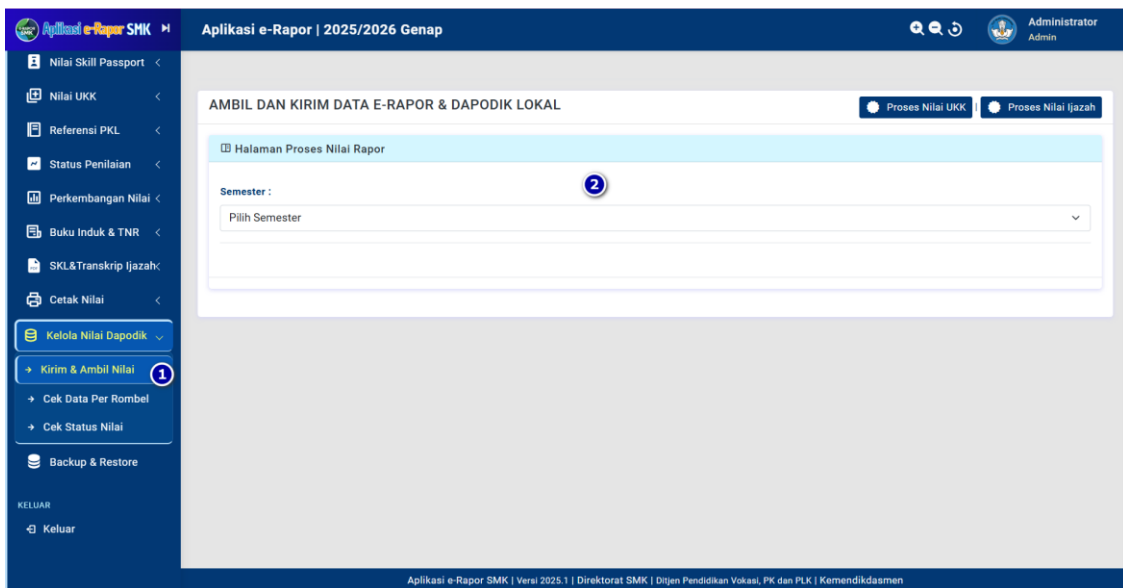 Aplikasi e-Rapor SMK
Aplikasi e-Rapor | 2025/2026 Genap
Administrator
Admin
Nilai Skill Passport
Nilai UKK
Referensi PKL
Status Penilaian
Perkembangan Nilai
Buku Induk & TNR
SKL&Transkrip Ijazah
Cetak Nilai
Kelola Nilai Dapodik
Kirim & Ambil Nilai
1
Cek Data Per Rombel
Cek Status Nilai
Backup & Restore
KELUAR
Keluar
AMBIL DAN KIRIM DATA E-RAPOR & DAPODIK LOKAL
Proses Nilai UKK | Proses Nilai Ijazah
Halaman Proses Nilai Rapor
2
Semester :
Pilih Semester
Aplikasi e-Rapor SMK | Versi 2025.1 | Direktorat SMK | Ditjen Pendidikan Vokasi, PK dan PLK | Kemendikdasmen